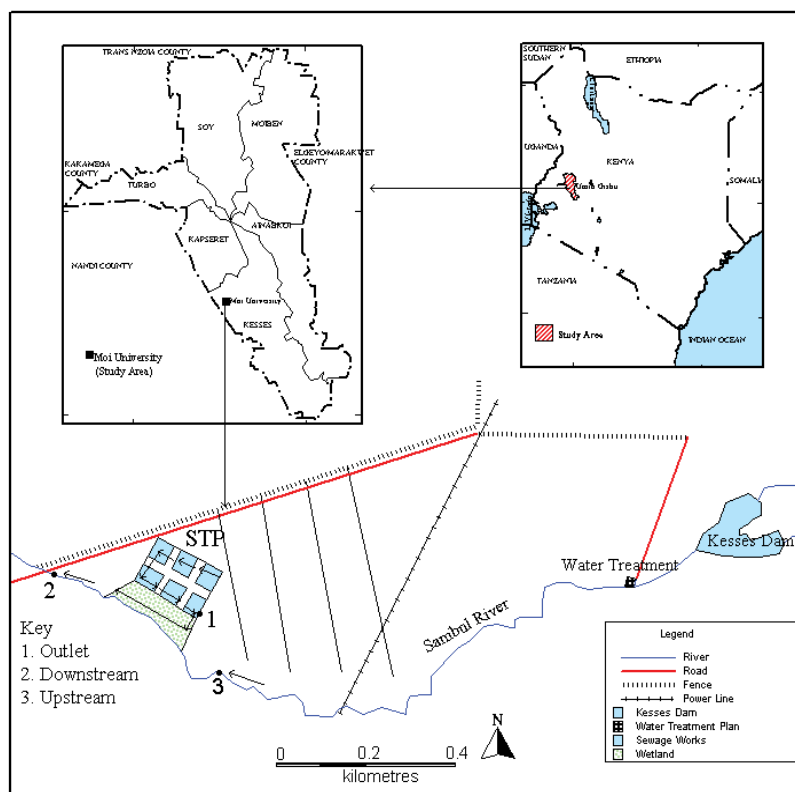 TRANS NZOIA COUNTY
SOY
MOIBEN
KAKAMEGA
COUNTY
ELGEYO MARAKWET
COUNTY
TURBO
AINABKOI
KAPSERET
NANDI COUNTY
Moi University
KESSES
Moi University
(Study Area)
SOUTHERN
SUDAN
ETHIOPIA
UGANDA
KENYA
Uasin Gishu
SOMALI
TANZANIA
INDIAN OCEAN
Study Area
STP
Kesses Dam
Water Treatment
2
1
Sambul River
3
Key
1. Outlet
2. Downstream
3. Upstream
Legend
River
Road
Fence
Power Line
Kesses Dam
Water Treatment Plan
Sewage Works
Wetland
N
0 0.2 0.4
kilometres